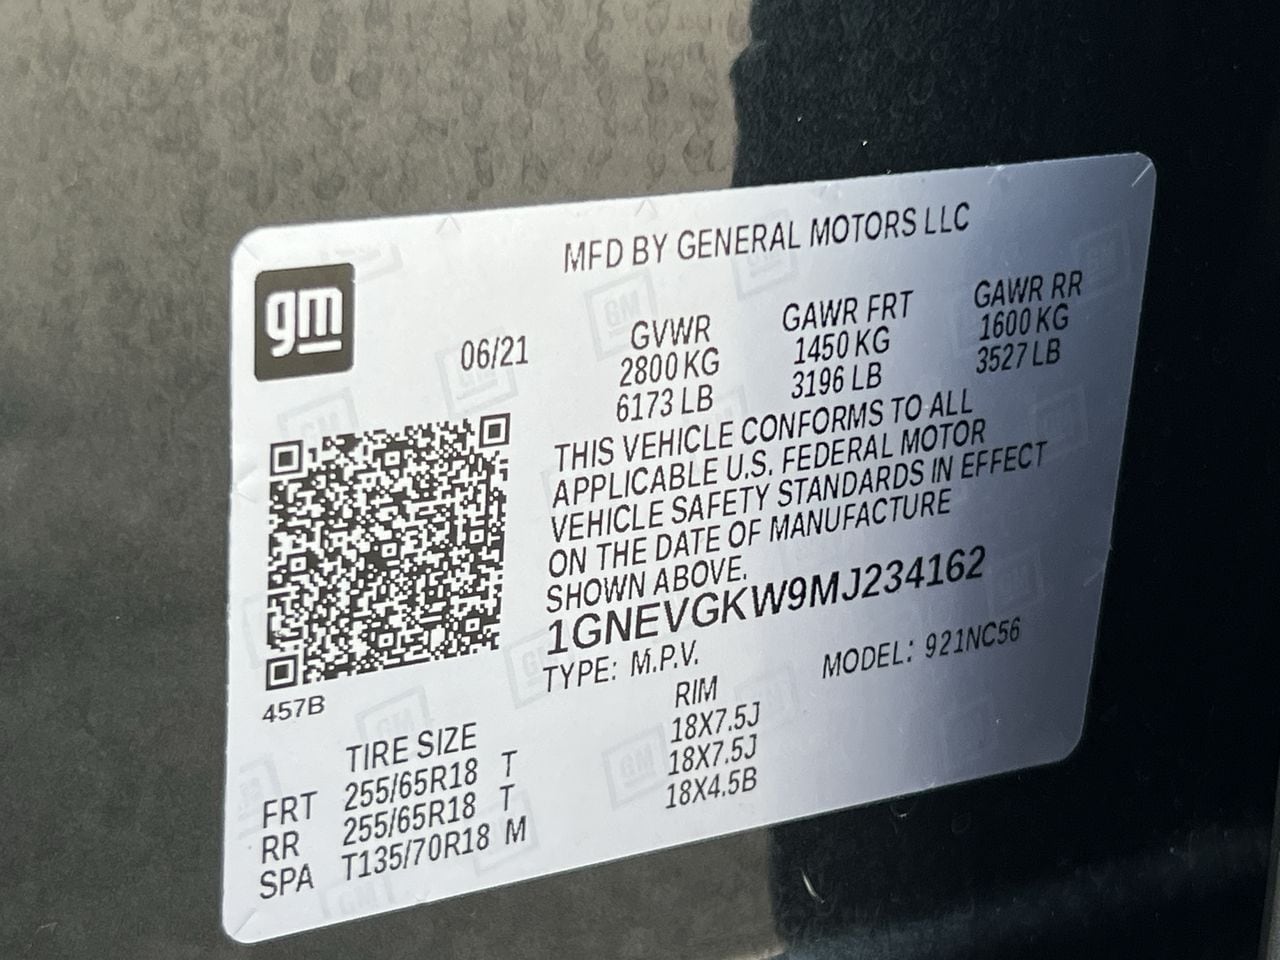 MFD BY GENERAL MOTORS LLC
gm
06/21
GVWR GAWR FRT GAWR RR
2800 KG 1450 KG 1600 KG
6173 LB 3196 LB 3527 LB
THIS VEHICLE CONFORMS TO ALL
APPLICABLE U.S. FEDERAL MOTOR
VEHICLE SAFETY STANDARDS IN EFFECT
ON THE DATE OF MANUFACTURE
SHOWN ABOVE.
1GNEVGKW9MJ234162
TYPE: M.P.V. MODEL: 921NC56
457B
TIRE SIZE RIM
FRT 255/65R18 T 18X7.5J
RR 255/65R18 T 18X7.5J
SPA T135/70R18 M 18X4.5B